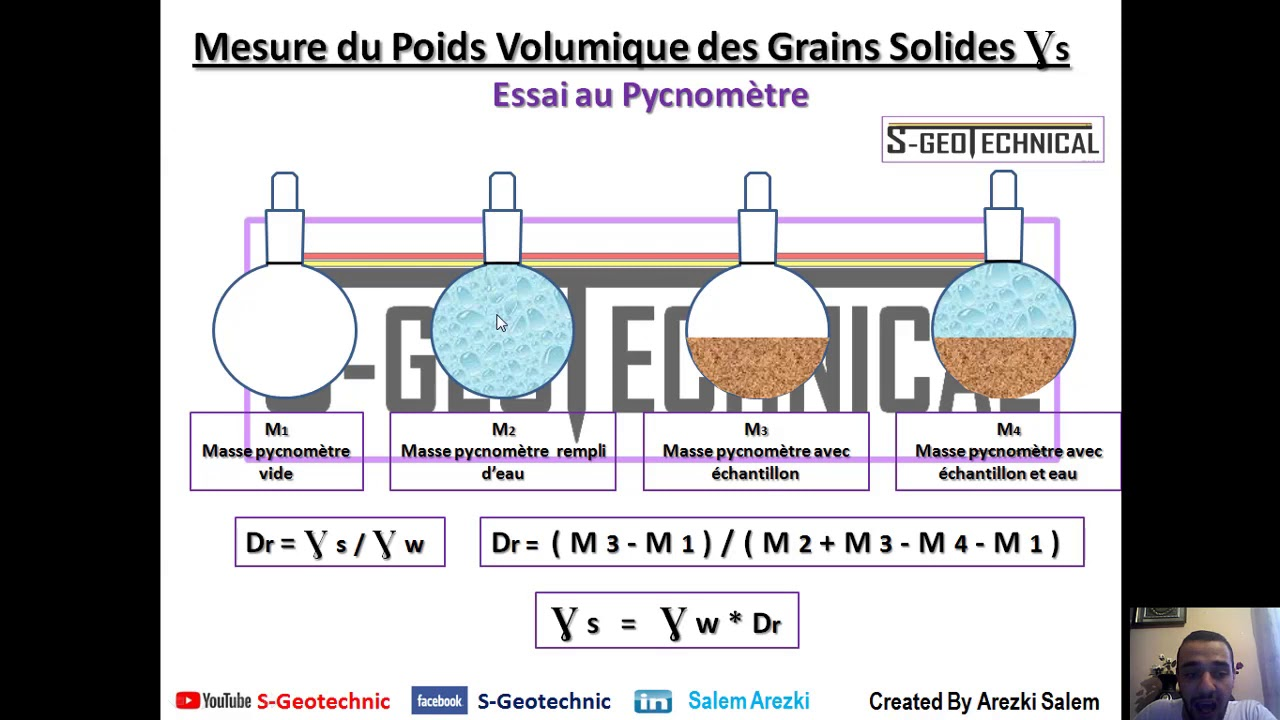 Mesure du Poids Volumique des Grains Solides Ɣs
Essai au Pycnomètre
S-GEOTECHNICAL
S-GEOTECHNICAL
M1
Masse pycnomètre
vide
M2
Masse pycnomètre rempli
d'eau
M3
Masse pycnomètre avec
échantillon
M4
Masse pycnomètre avec
échantillon et eau
Dr = Ɣ s / Ɣ w
Dr = ( M 3 - M 1 ) / ( M 2 + M 3 - M 4 - M 1 )
Ɣ s = Ɣ w * Dr
YouTube S-Geotechnic
facebook S-Geotechnic
in Salem Arezki
Created By Arezki Salem